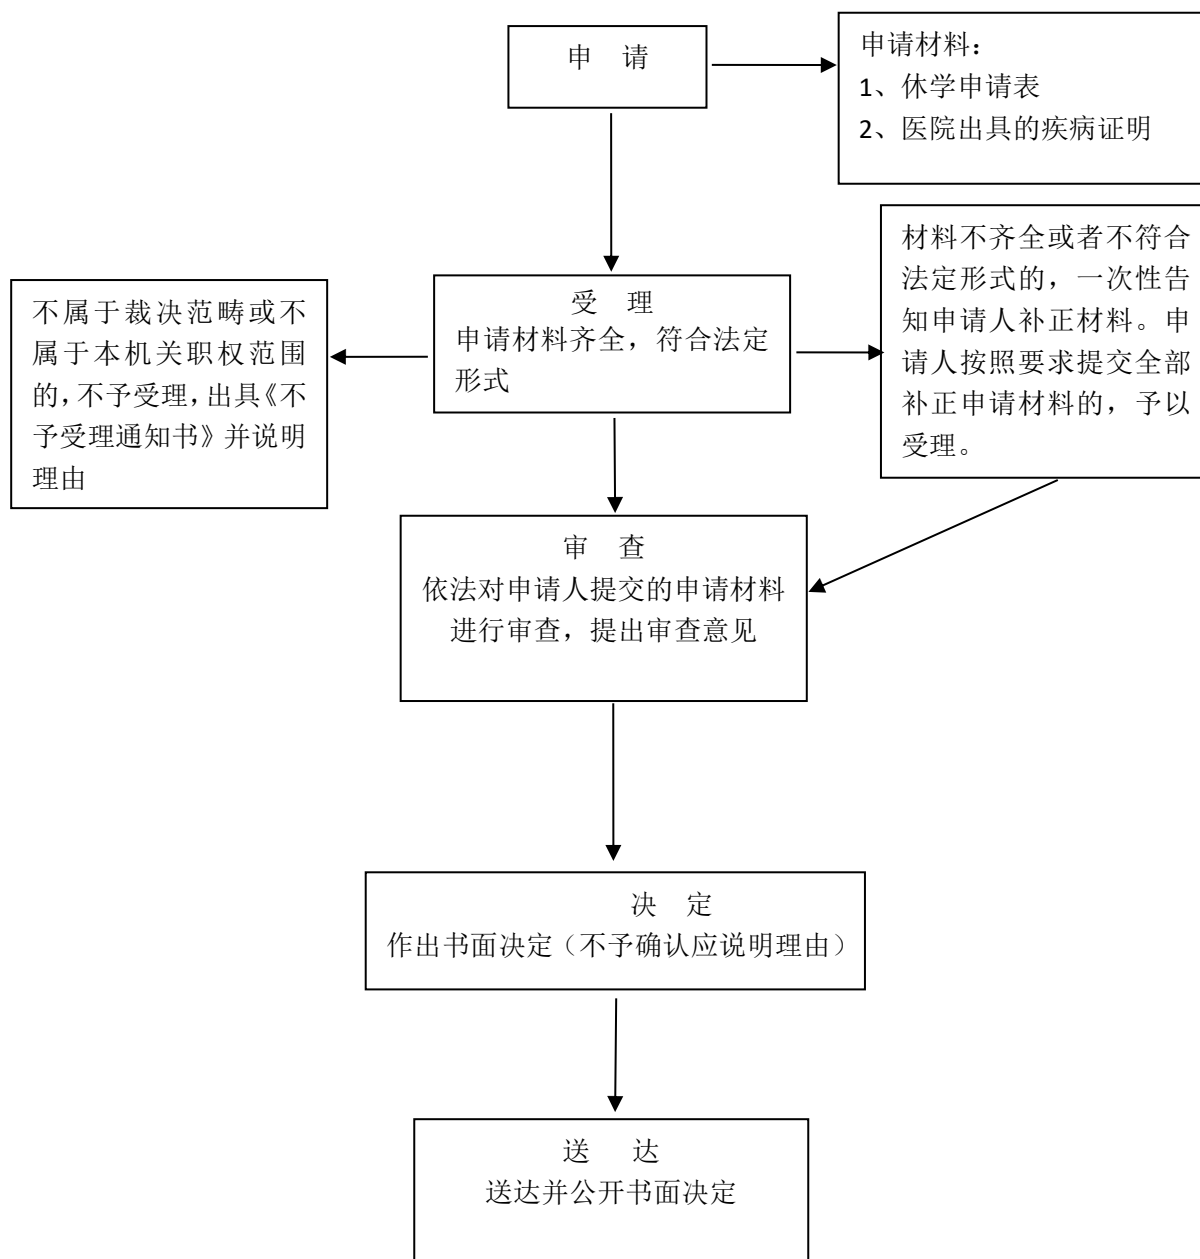 申 请
申请材料：
1、休学申请表
2、医院出具的疾病证明
材料不齐全或者不符合
法定形式的，一次性告
知申请人补正材料。申
请人按照要求提交全部
补正申请材料的，予以
受理。
受 理
申请材料齐全，符合法定
形式
不属于裁决范畴或不
属于本机关职权范围
的，不予受理，出具《不
予受理通知书》并说明
理由
审 查
依法对申请人提交的申请材料
进行审查，提出审查意见
决 定
作出书面决定（不予确认应说明理由）
送 达
送达并公开书面决定